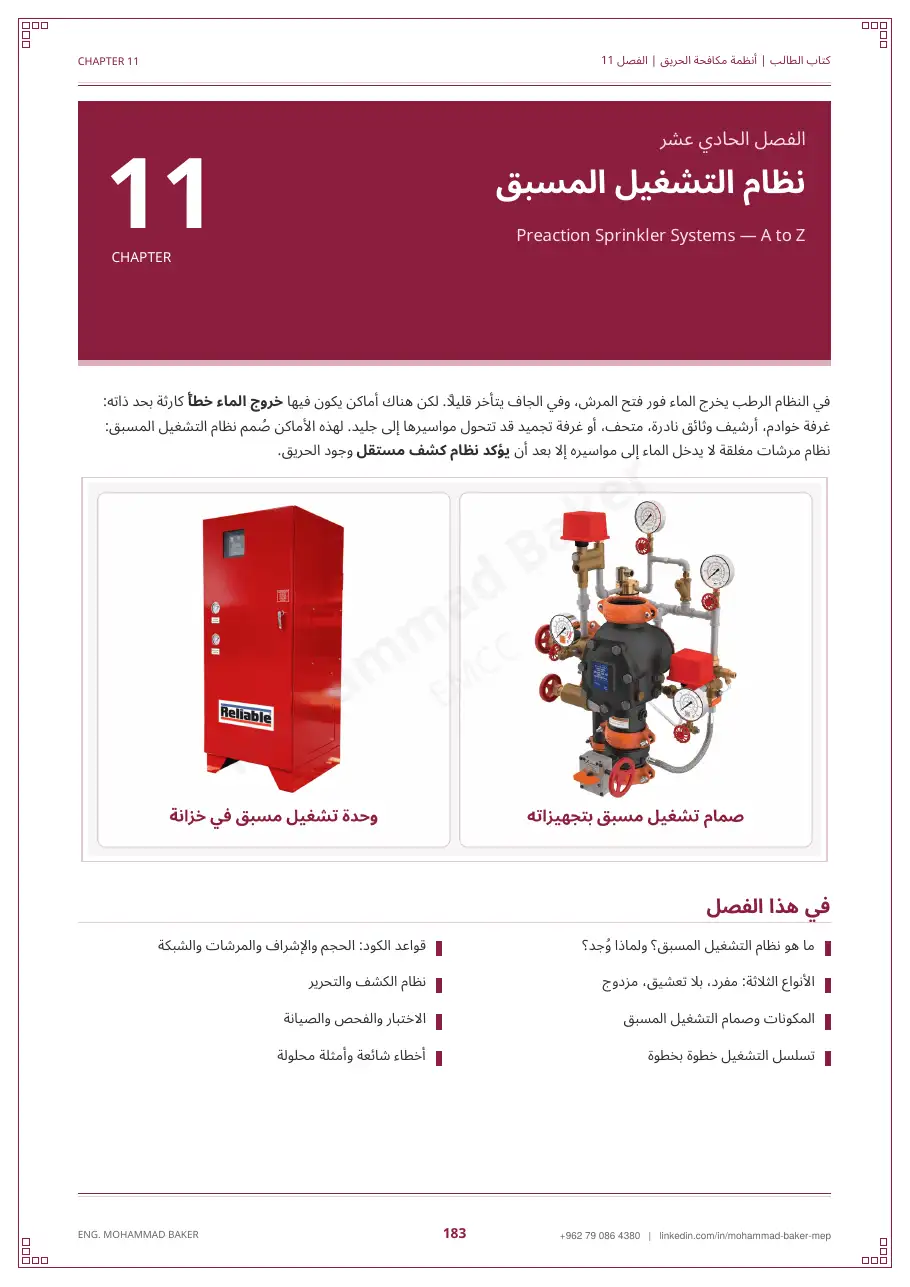 كتاب الطالب | أنظمة مكافحة الحريق | الفصل 11
CHAPTER 11
الفصل الحادي عشر
نظام التشغيل المسبق
Preaction Sprinkler Systems — A to Z
11
CHAPTER
في النظام الرطب يخرج الماء فور فتح المرش، وفي الجاف يتأخر قليلًا. لكن هناك أماكن يكون فيها خروج الماء خطأً كارثة بحد ذاته:
غرفة خوادم، أرشيف وثائق نادرة، متحف، أو غرفة تجميد قد تتحول مواسيرها إلى جليد. لهذه الأماكن صُمم نظام التشغيل المسبق:
نظام مرشات مغلقة لا يدخل الماء إلى مواسيره إلا بعد أن يؤكد نظام كشف مستقل وجود الحريق.
Reliable
صمام تشغيل مسبق بتجهيزاته
وحدة تشغيل مسبق في خزانة
في هذا الفصل
ما هو نظام التشغيل المسبق؟ ولماذا وُجد؟
الأنواع الثلاثة: مفرد، بلا تعشيق، مزدوج
المكونات وصمام التشغيل المسبق
تسلسل التشغيل خطوة بخطوة
قواعد الكود: الحجم والإشراف والمرشات والشبكة
نظام الكشف والتحرير
الاختبار والفحص والصيانة
أخطاء شائعة وأمثلة محلولة
ENG. MOHAMMAD BAKER
183
+962 79 086 4380 | linkedin.com/in/mohammad-baker-mep